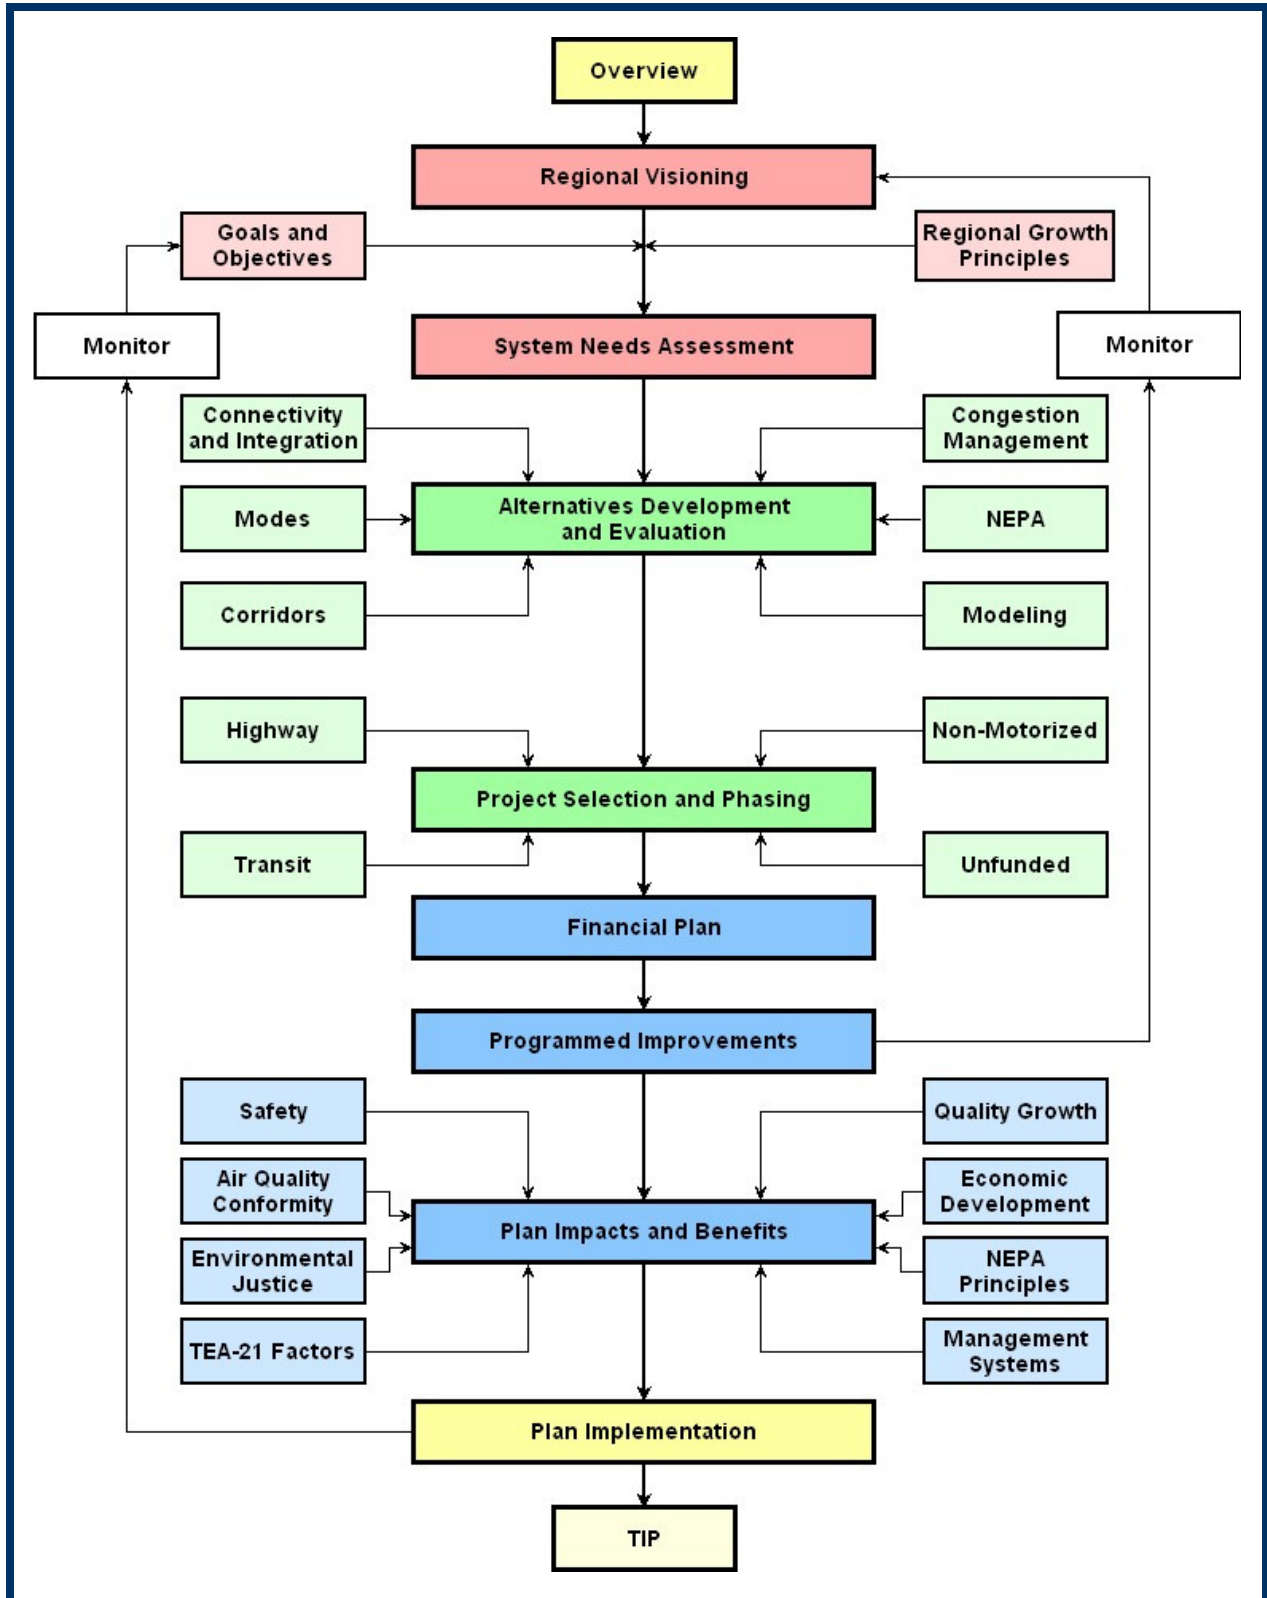 Overview
Regional Visioning
Goals and
Objectives
Regional Growth
Principles
Monitor
System Needs Assessment
Monitor
Connectivity
and Integration
Congestion
Management
Modes
Alternatives Development
and Evaluation
NEPA
Corridors
Modeling
Highway
Non-Motorized
Project Selection and Phasing
Transit
Unfunded
Financial Plan
Programmed Improvements
Safety
Quality Growth
Air Quality
Conformity
Economic
Development
Plan Impacts and Benefits
Environmental
Justice
NEPA
Principles
TEA-21 Factors
Management
Systems
Plan Implementation
TIP